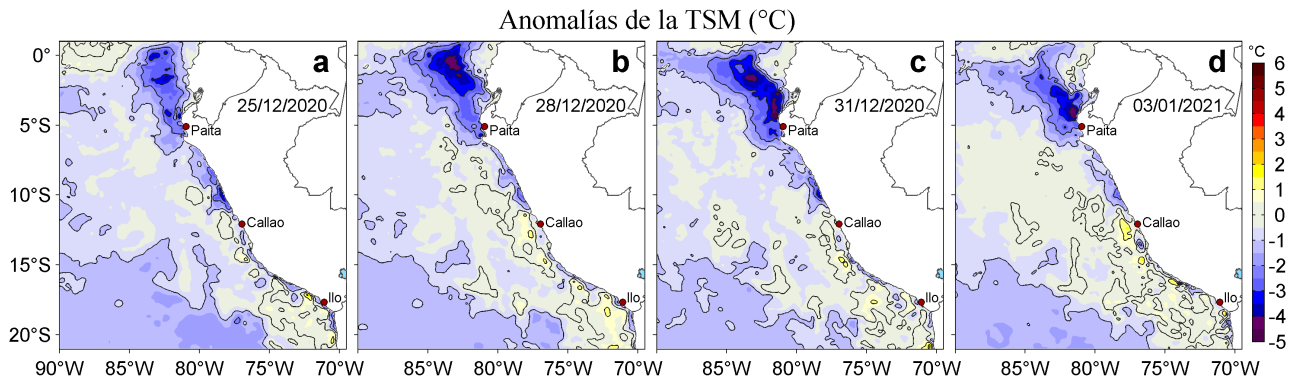 Anomalías de la TSM (°C)
a b c d
25/12/2020 28/12/2020 31/12/2020 03/01/2021
Paita Paita Paita Paita
Callao Callao Callao Callao
Ilo Ilo Ilo Ilo
0°
5°S
10°S
15°S
20°S
90°W 85°W 80°W 75°W 70°W 85°W 80°W 75°W 70°W 85°W 80°W 75°W 70°W 85°W 80°W 75°W 70°W
°C
6
5
4
3
2
1
0
-1
-2
-3
-4
-5